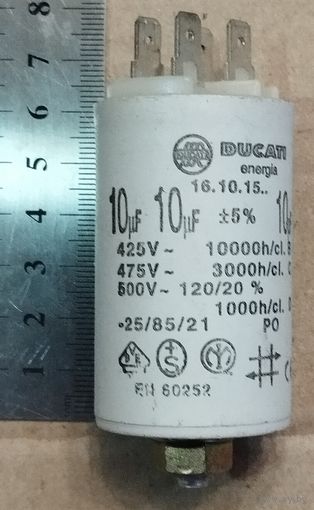 8
7
6
5
4
3
2
1
DUCATI
energia
16.10.15..
10µF 10µF ±5% 10
425V~ 10000h/cl. B
475V~ 3000h/cl. C
500V~ 120/20 %
1000h/cl. D
-25/85/21 PO
EN 60252